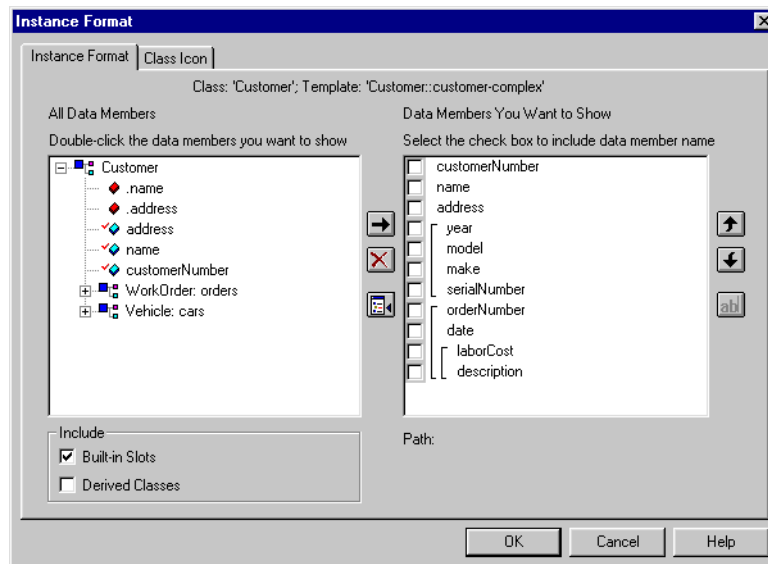 Instance Format
Instance Format
Class Icon
Class: 'Customer'; Template: 'Customer::customer-complex'
All Data Members
Double-click the data members you want to show
Customer
.name
.address
address
name
customerNumber
WorkOrder: orders
Vehicle: cars
Include
Built-in Slots
Derived Classes
Data Members You Want to Show
Select the check box to include data member name
customerNumber
name
address
year
model
make
serialNumber
orderNumber
date
laborCost
description
ab
Path:
OK
Cancel
Help